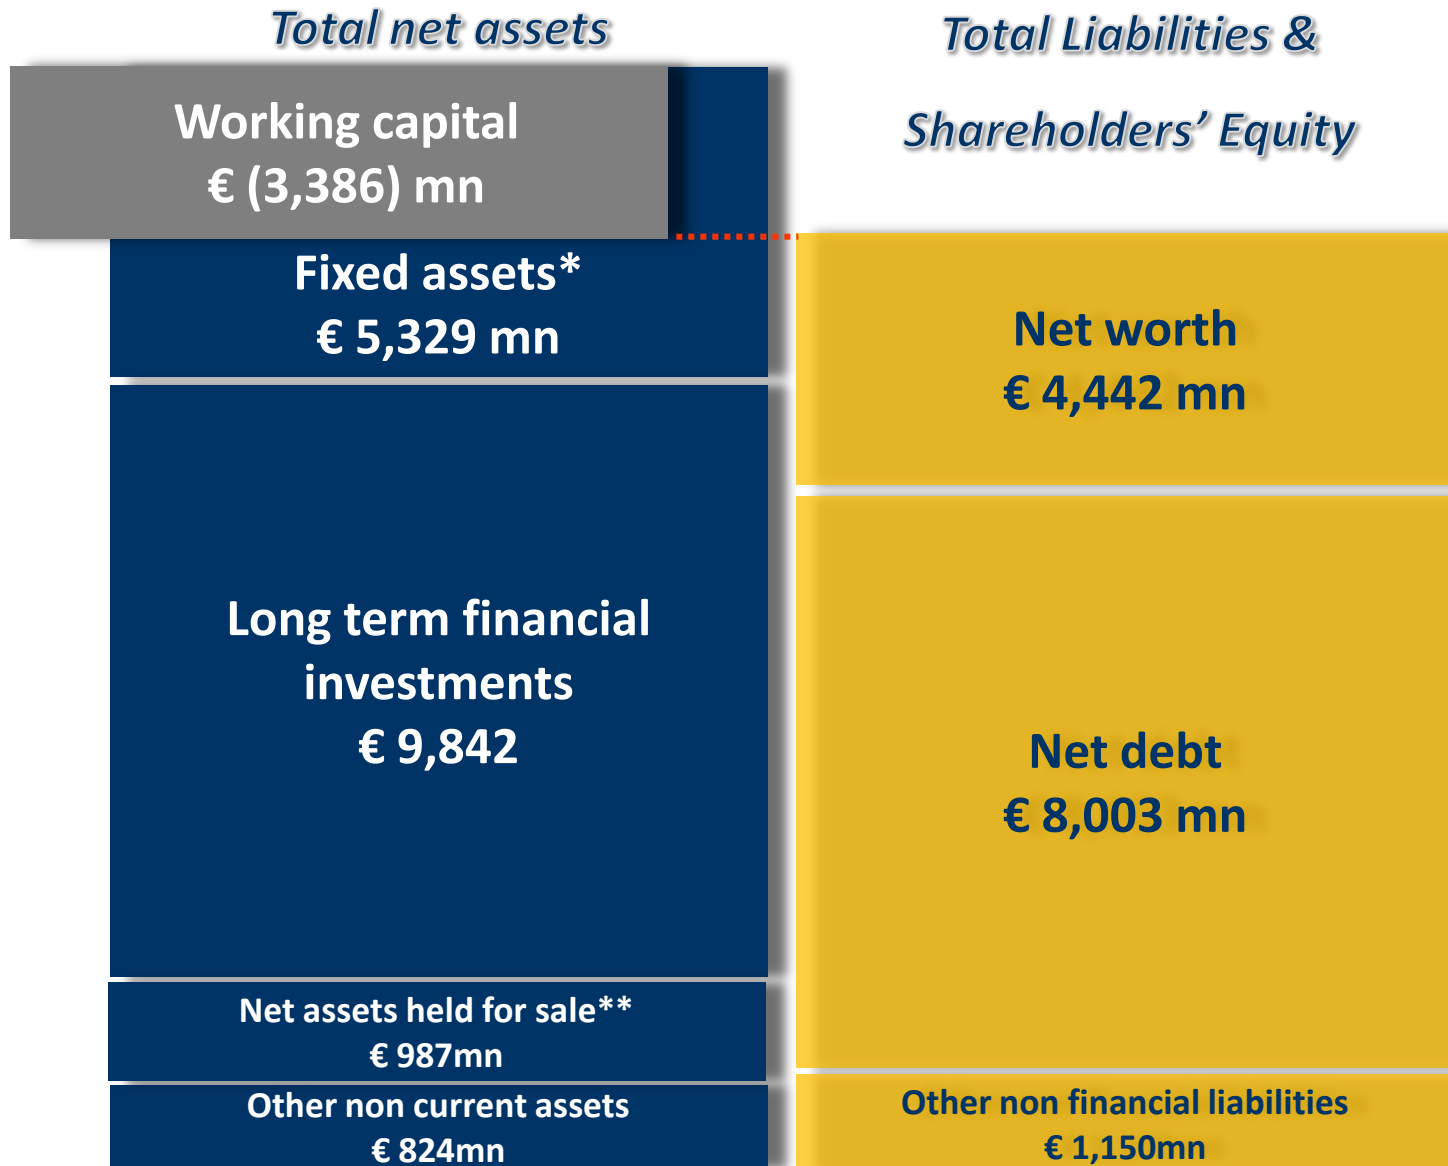 Total net assets
Working capital
€ (3,386) mn
Fixed assets*
€ 5,329 mn
Long term financial
investments
€ 9,842
Net assets held for sale**
€ 987mn
Other non current assets
€ 824mn
Total Liabilities &
Shareholders’ Equity
Net worth
€ 4,442 mn
Net debt
€ 8,003 mn
Other non financial liabilities
€ 1,150mn